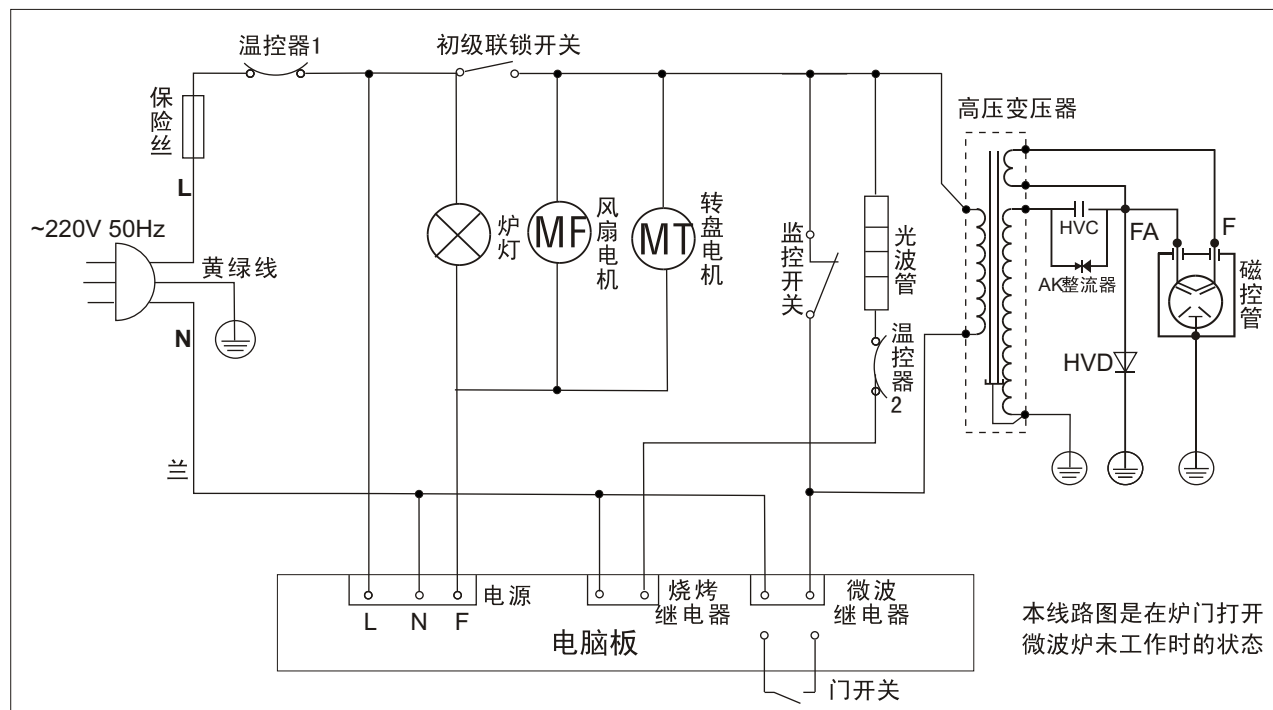 温控器1
初级联锁开关
保险丝
高压变压器
L
~220V 50Hz
黄绿线
炉灯
MF
风扇电机
MT
转盘电机
监控开关
光波管
HVC
FA
F
AK整流器
磁控管
N
温控器2
HVD
兰
电源
烧烤
继电器
微波
继电器
L N F
电脑板
门开关
本线路图是在炉门打开
微波炉未工作时的状态